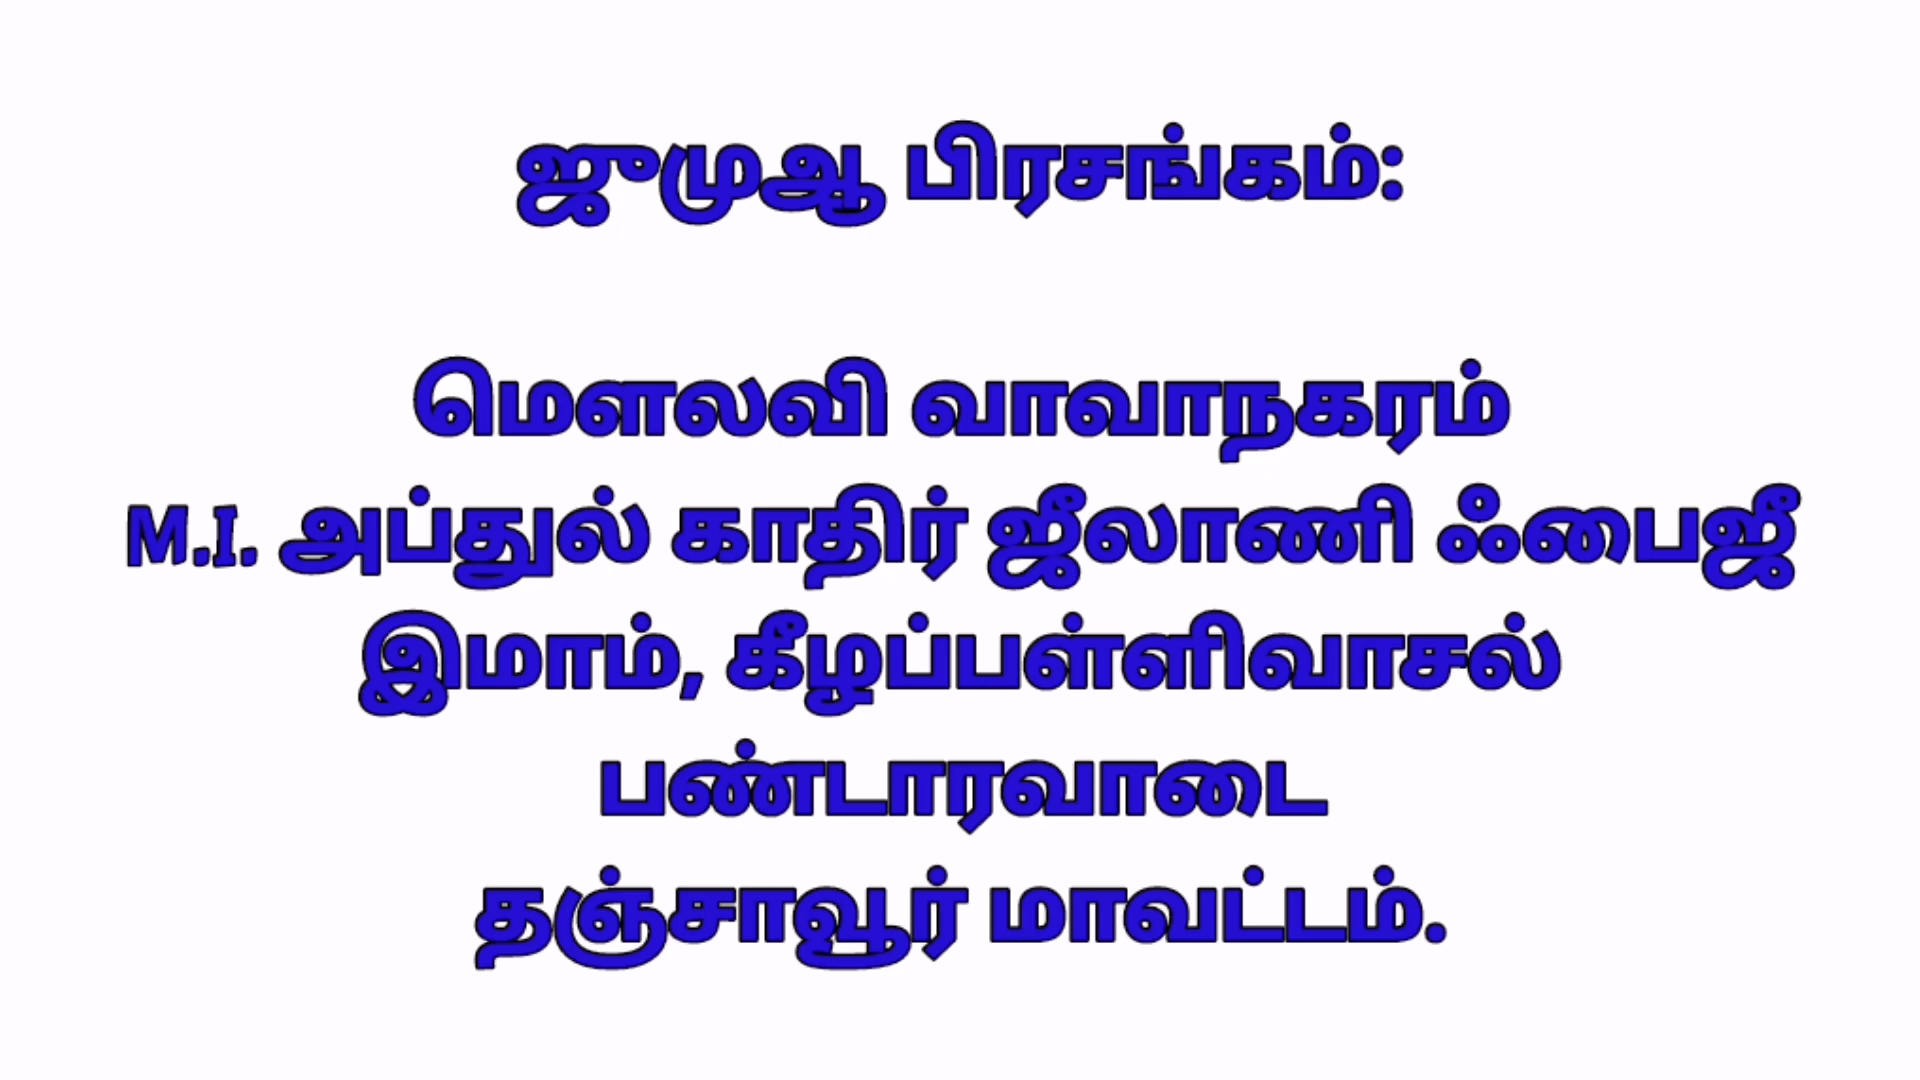 ஜுமுஆ பிரசங்கம்:
மௌலவி வாவாநகரம்
M.I. அப்துல் காதிர் ஜீலாணி ஃபைஜீ
இமாம், கீழப்பள்ளிவாசல்
பண்டாரவாடை
தஞ்சாவூர் மாவட்டம்.